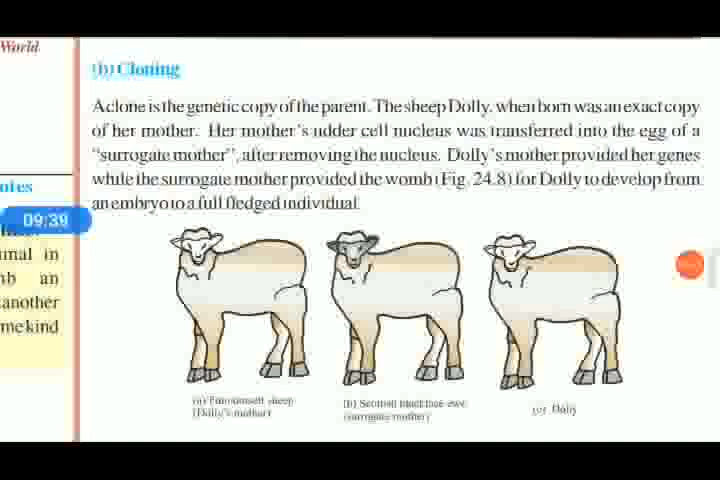 World
(b) Cloning
A clone is the genetic copy of the parent. The sheep Dolly, when born was an exact copy
of her mother. Her mother's udder cell nucleus was transferred into the egg of a
"surrogate mother", after removing the nucleus. Dolly's mother provided her genes
while the surrogate mother provided the womb (Fig. 24.8) for Dolly to develop from
an embryo to a full fledged individual.
otes
09:39
mal in
mb an
another
me kind
(a) sheep
(Dolly's mother)
(b) Scottish black face ewe
(surrogate mother)
(c) Dolly